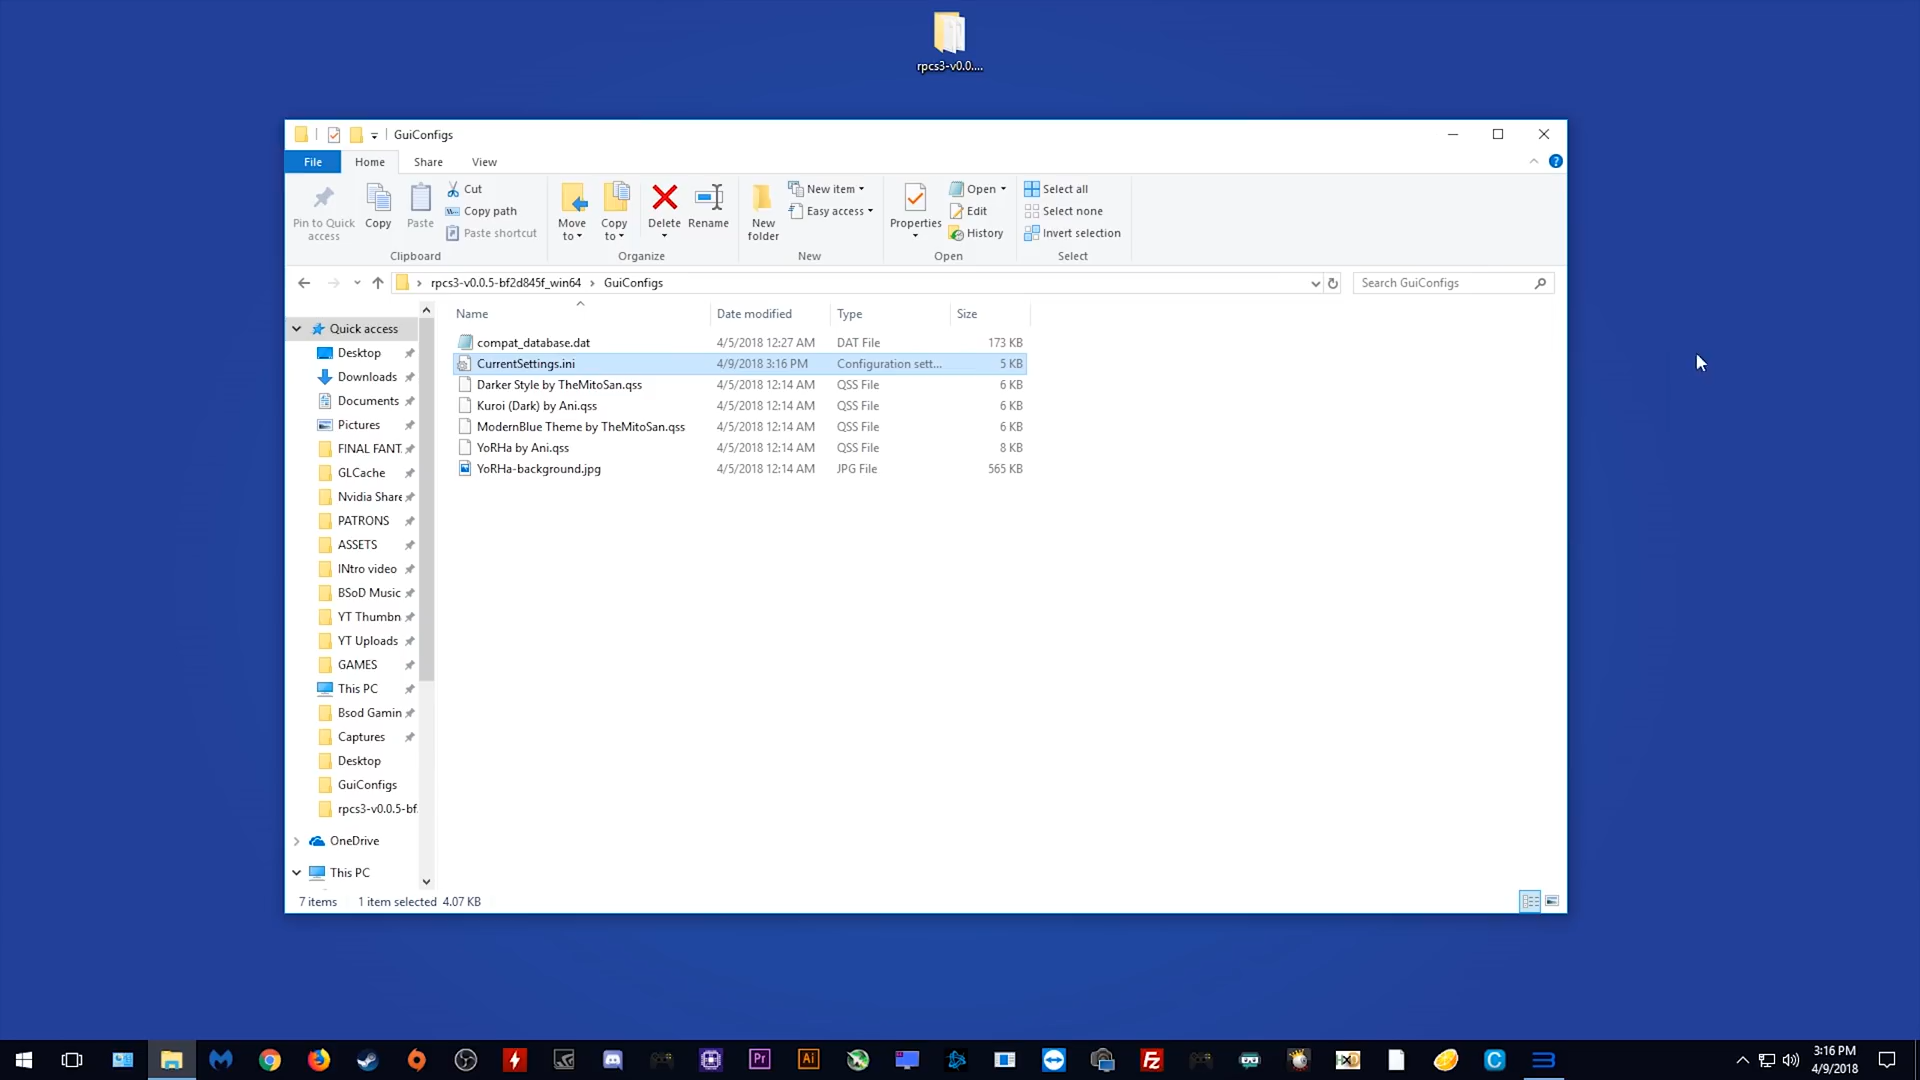 rpcs3-v0.0....
GuiConfigs
File Home Share View
Pin to Quick access
Copy
Paste
Cut
Copy path
Paste shortcut
Clipboard
Move to
Copy to
Delete
Rename
Organize
New folder
New item
Easy access
New
Properties
Open
Edit
History
Open
Select all
Select none
Invert selection
Select
rpcs3-v0.0.5-bf2d845f_win64 › GuiConfigs
Search GuiConfigs
Quick access
Desktop
Downloads
Documents
Pictures
FINAL FANT.
GLCache
Nvidia Share
PATRONS
ASSETS
INtro video
BSoD Music
YT Thumbn
YT Uploads
GAMES
This PC
Bsod Gamin
Captures
Desktop
GuiConfigs
rpcs3-v0.0.5-bf.
OneDrive
This PC
Name Date modified Type Size
compat_database.dat 4/5/2018 12:27 AM DAT File 173 KB
CurrentSettings.ini 4/9/2018 3:16 PM Configuration sett... 5 KB
Darker Style by TheMitoSan.qss 4/5/2018 12:14 AM QSS File 6 KB
Kuroi (Dark) by Ani.qss 4/5/2018 12:14 AM QSS File 6 KB
ModernBlue Theme by TheMitoSan.qss 4/5/2018 12:14 AM QSS File 6 KB
YoRHa by Ani.qss 4/5/2018 12:14 AM QSS File 8 KB
YoRHa-background.jpg 4/5/2018 12:14 AM JPG File 565 KB
7 items 1 item selected 4.07 KB
Pr
Ai
FZ
C
3:16 PM
4/9/2018